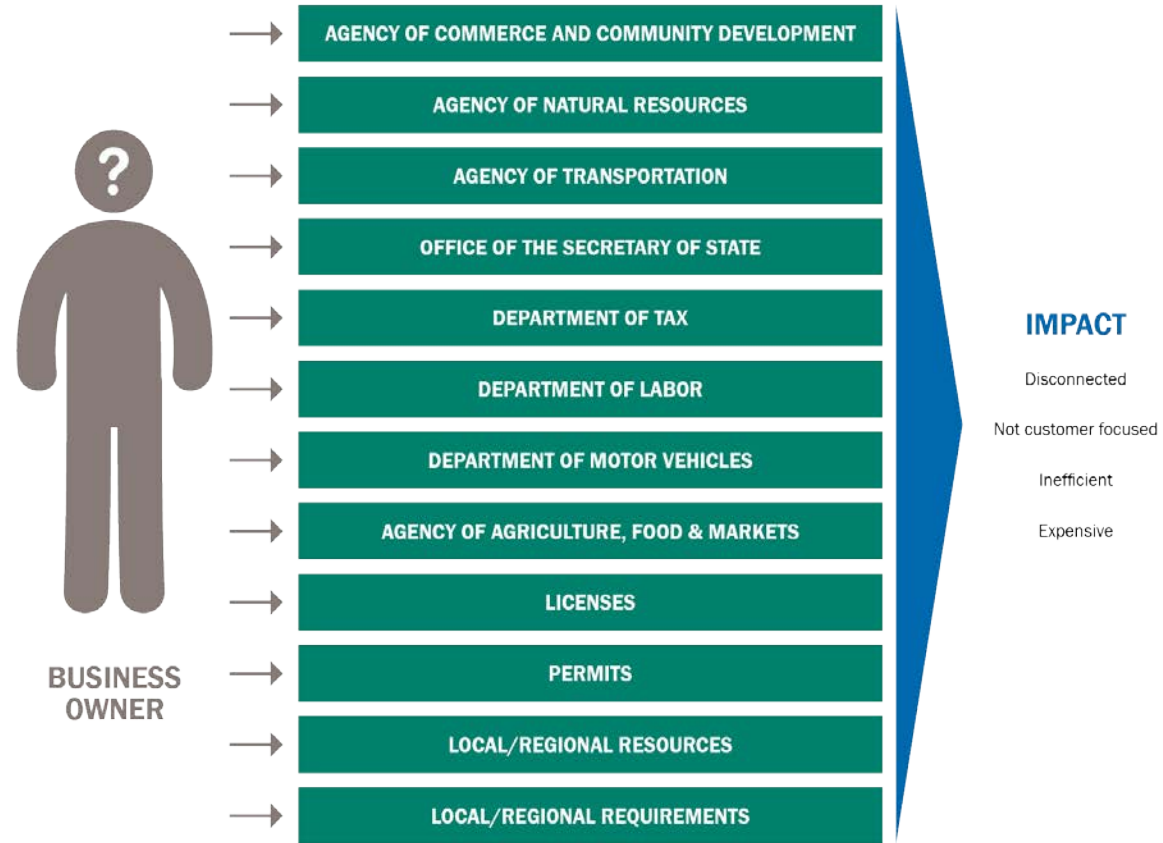 AGENCY OF COMMERCE AND COMMUNITY DEVELOPMENT
AGENCY OF NATURAL RESOURCES
?
AGENCY OF TRANSPORTATION
OFFICE OF THE SECRETARY OF STATE
DEPARTMENT OF TAX
DEPARTMENT OF LABOR
DEPARTMENT OF MOTOR VEHICLES
AGENCY OF AGRICULTURE, FOOD & MARKETS
LICENSES
PERMITS
LOCAL/REGIONAL RESOURCES
LOCAL/REGIONAL REQUIREMENTS
BUSINESS
OWNER
IMPACT
Disconnected
Not customer focused
Inefficient
Expensive